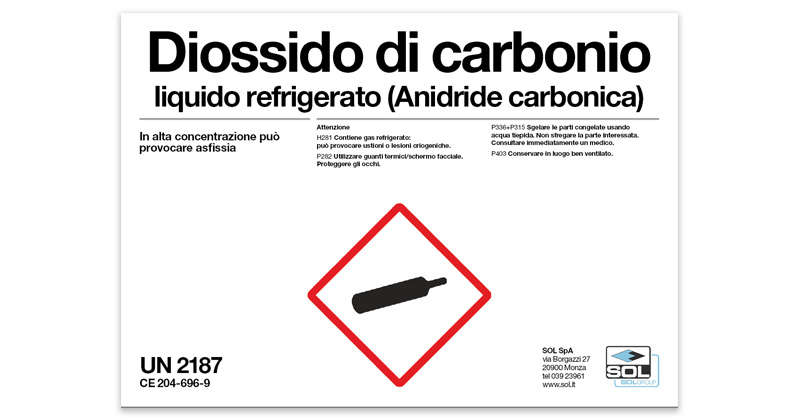 Diossido di carbonio
liquido refrigerato (Anidride carbonica)
In alta concentrazione può
provocare asfissia
Attenzione
H281 Contiene gas refrigerato:
può provocare ustioni o lesioni criogeniche.
P282 Utilizzare guanti termici/schermo facciale.
Proteggere gli occhi.
P336+P315 Sgelare le parti congelate usando
acqua tiepida. Non sfregare la parte interessata.
Consultare immediatamente un medico.
P403 Conservare in luogo ben ventilato.
UN 2187
CE 204-696-9
SOL SpA
via Borgazzi 27
20900 Monza
tel 039 23961
www.sol.it
SOL
SOLGROUP